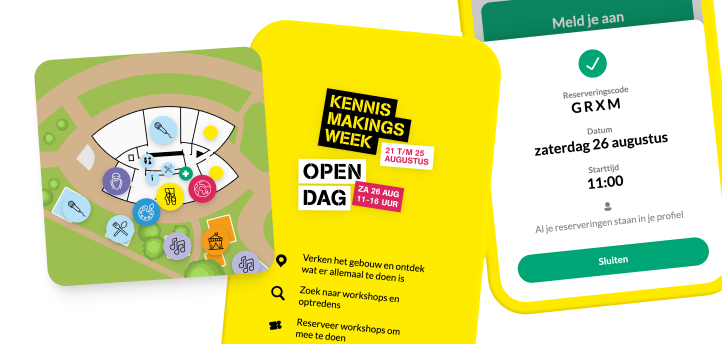 KENNIS
MAKINGS
WEEK
21 T/M 25
AUGUSTUS
OPEN
DAG
ZA 26 AUG
11-16 UUR
Verken het gebouw en ontdek
wat er allemaal te doen is
Zoek naar workshops en
optredens
Reserveer workshops om
mee te doen
Meld je aan
Reserveringscode
GRXM
Datum
zaterdag 26 augustus
Starttijd
11:00
Al je reserveringen staan in je profiel
Sluiten